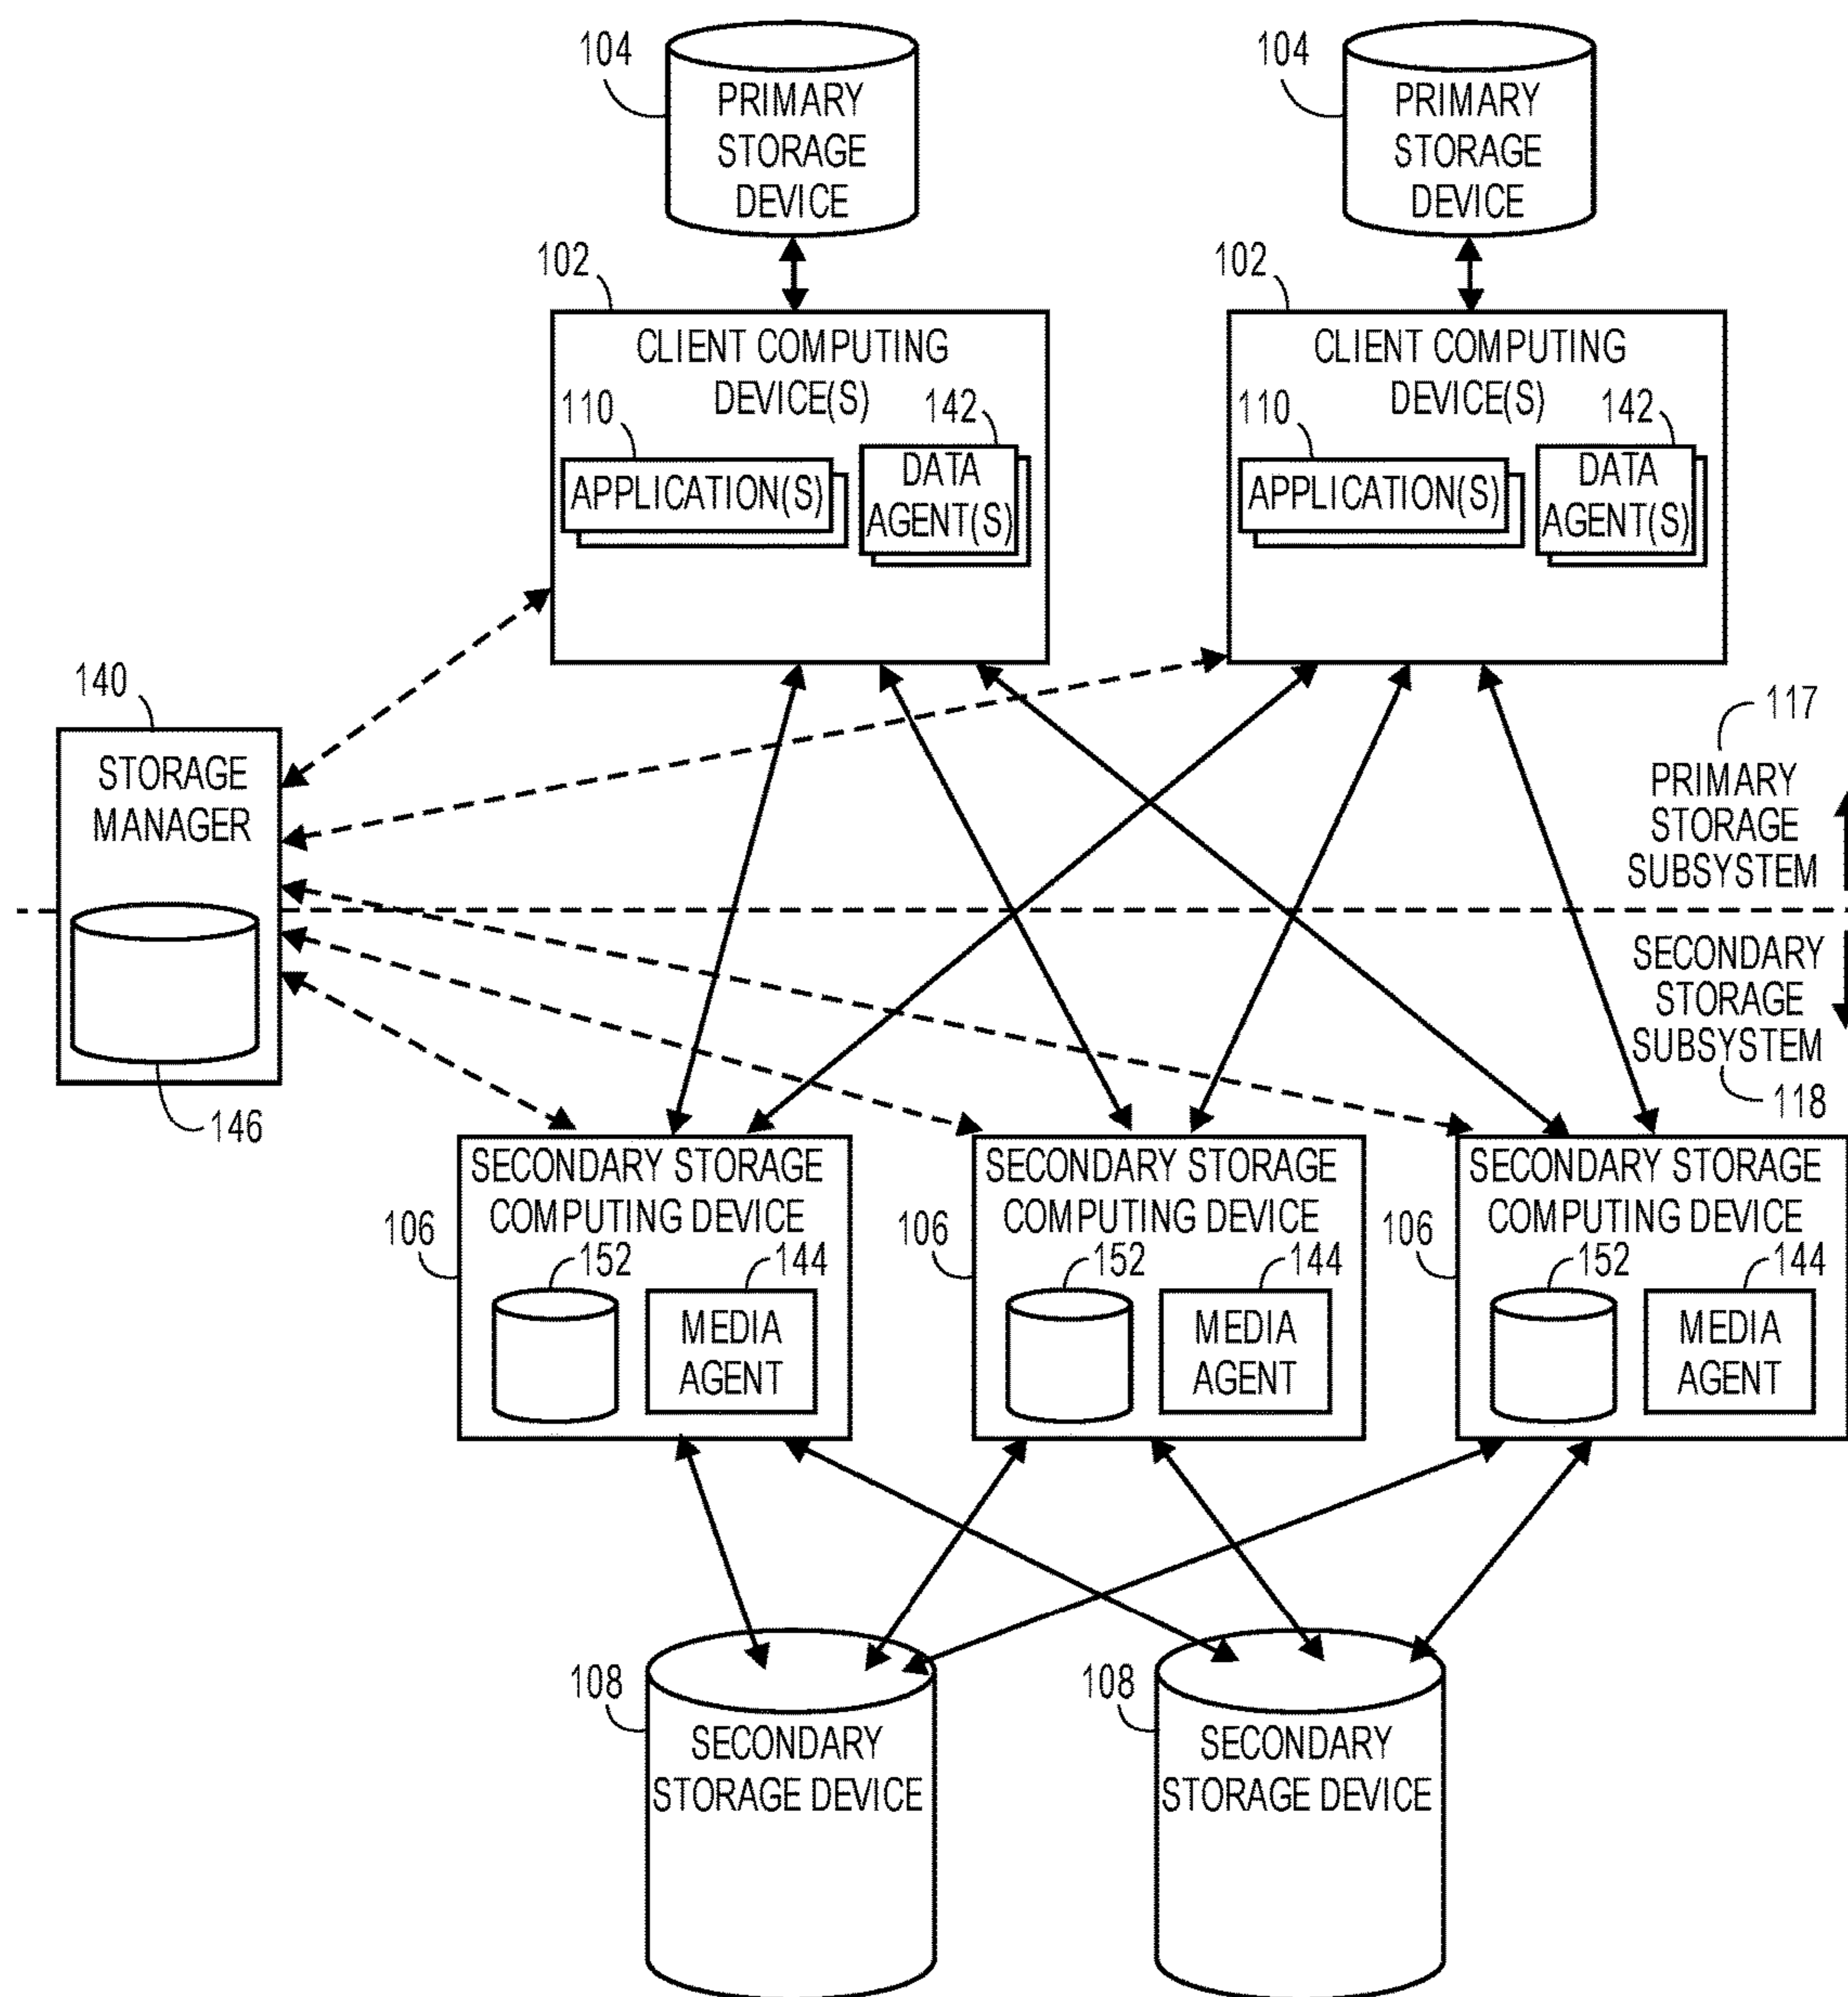 104
PRIMARY
STORAGE
DEVICE
104
PRIMARY
STORAGE
DEVICE
102
CLIENT COMPUTING
DEVICE(S)
110
142
APPLICATION(S)
DATA
AGENT(S)
102
CLIENT COMPUTING
DEVICE(S)
110
142
APPLICATION(S)
DATA
AGENT(S)
140
STORAGE
MANAGER
146
117
PRIMARY
STORAGE
SUBSYSTEM
SECONDARY
STORAGE
SUBSYSTEM
118
SECONDARY STORAGE
COMPUTING DEVICE
106
152
144
MEDIA
AGENT
SECONDARY STORAGE
COMPUTING DEVICE
106
152
144
MEDIA
AGENT
SECONDARY STORAGE
COMPUTING DEVICE
106
152
144
MEDIA
AGENT
108
SECONDARY
STORAGE DEVICE
108
SECONDARY
STORAGE DEVICE